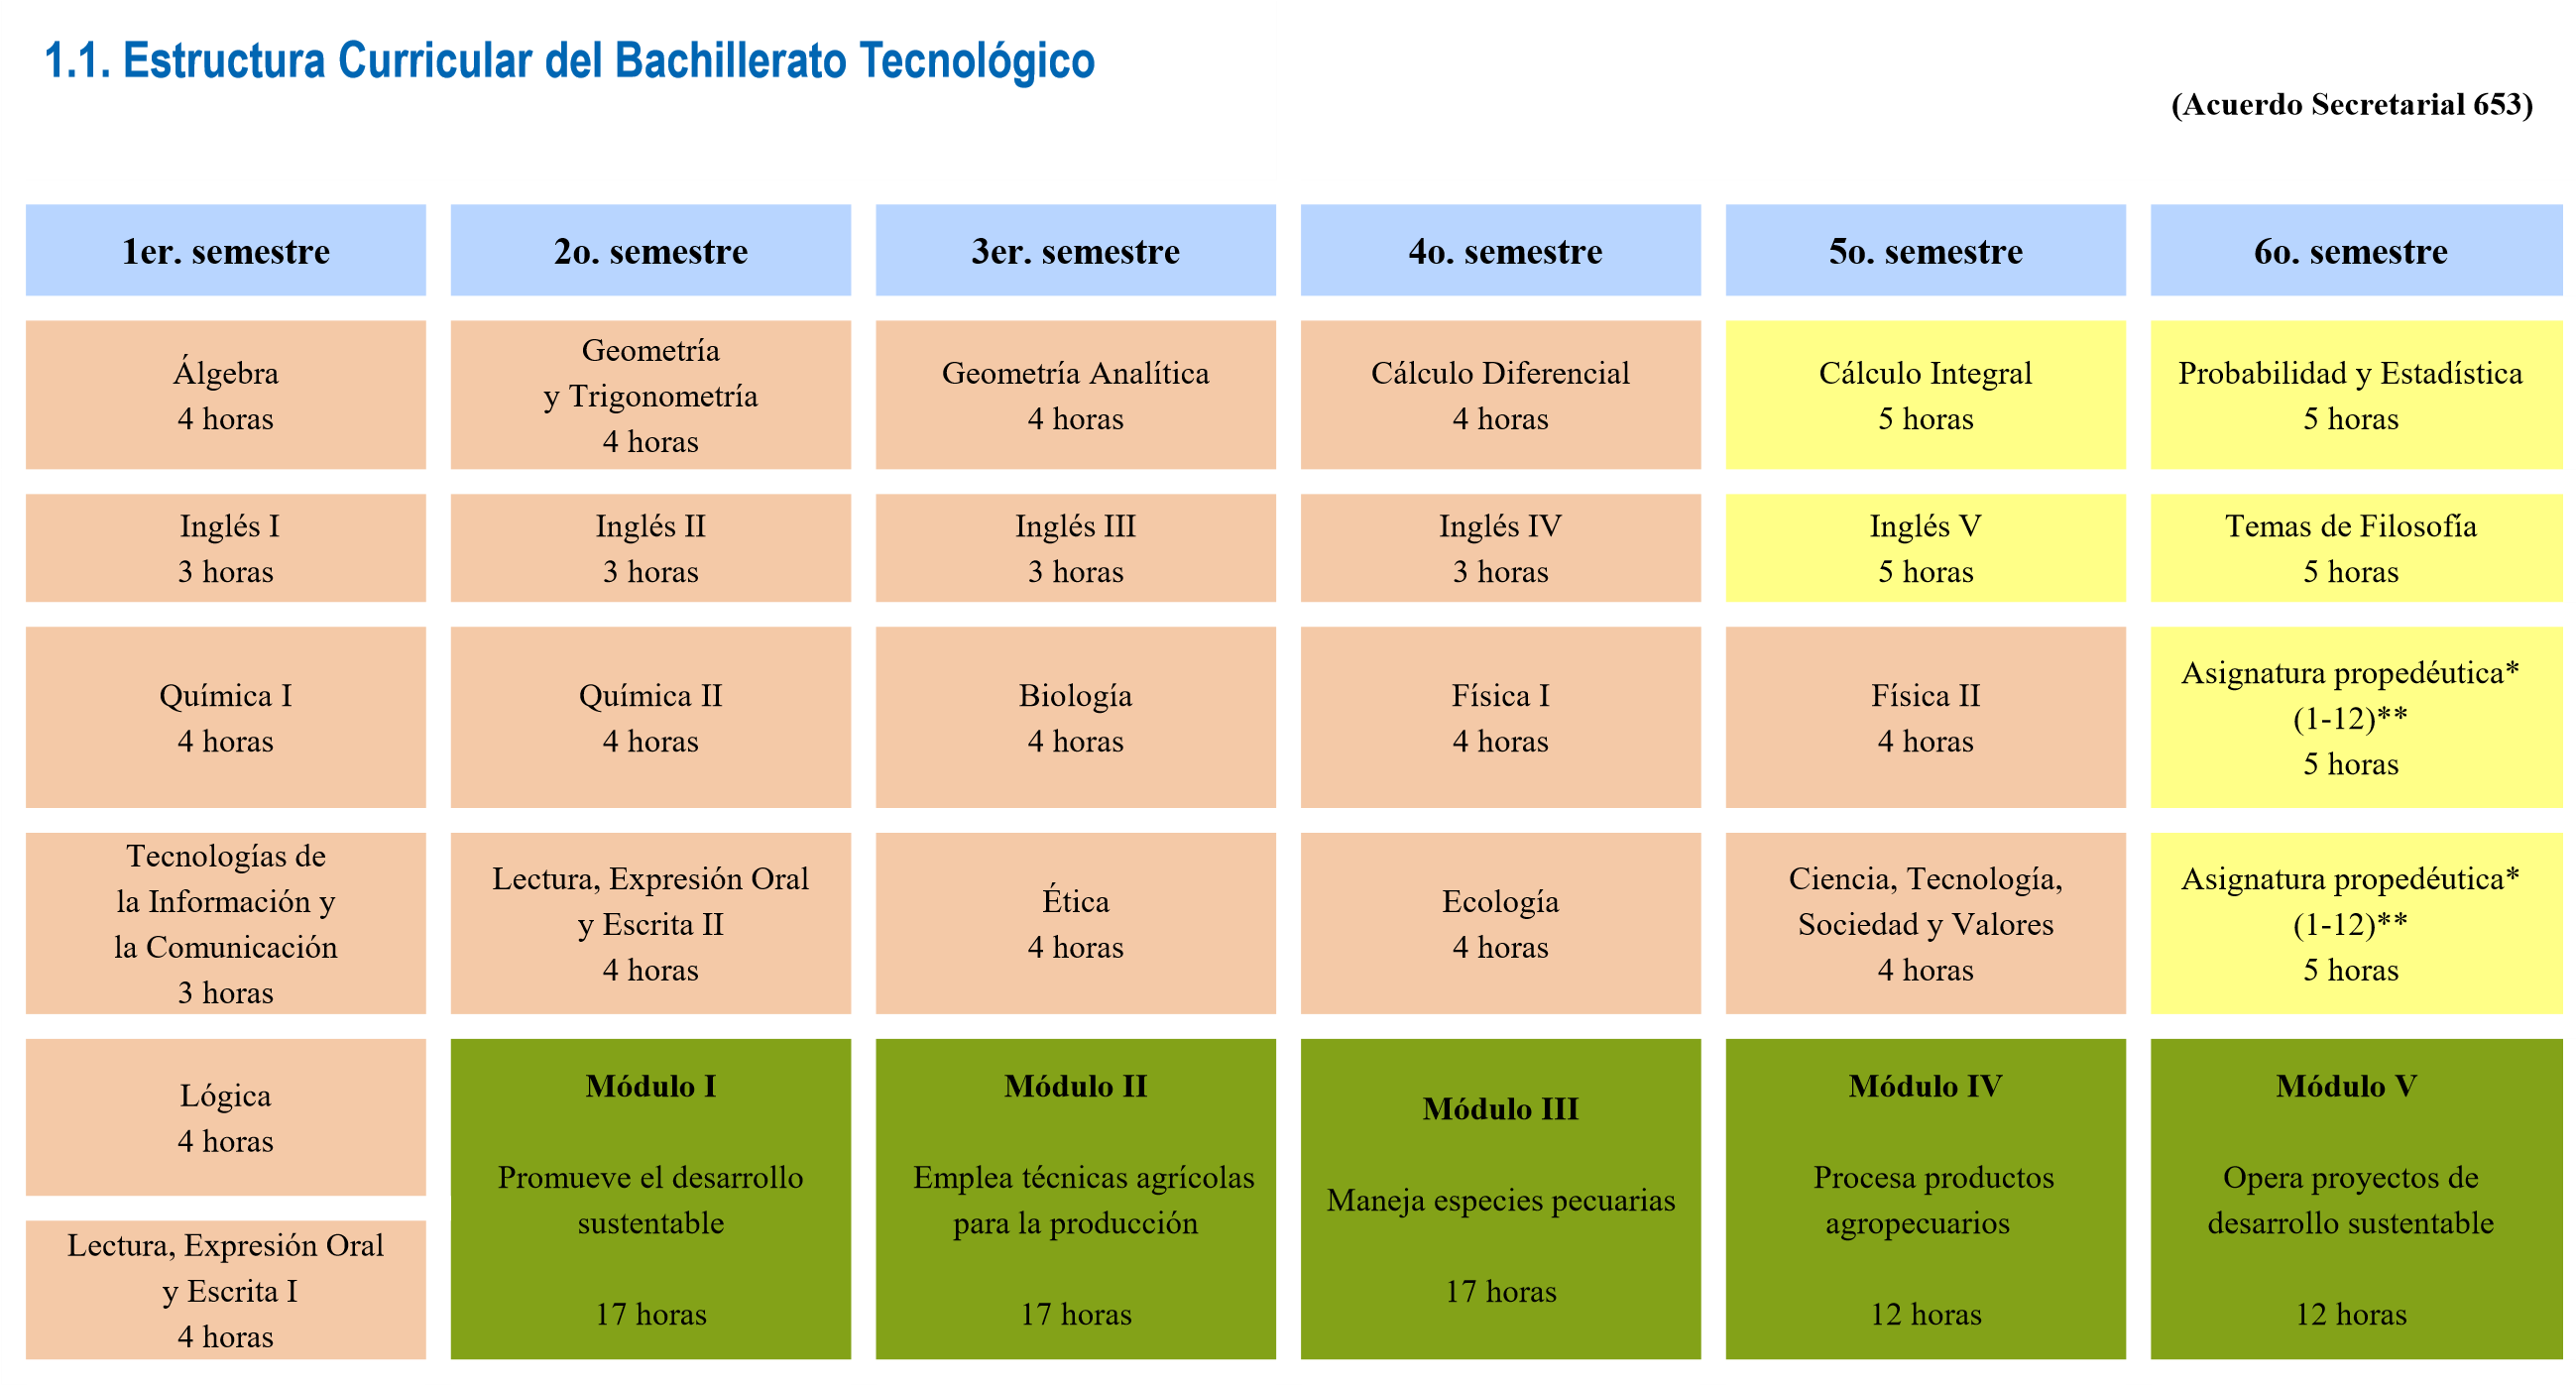 1.1. Estructura Curricular del Bachillerato Tecnológico
(Acuerdo Secretarial 653)
1er. semestre
2o. semestre
3er. semestre
4o. semestre
5o. semestre
6o. semestre
Álgebra
4 horas
Geometría
y Trigonometría
4 horas
Geometría Analítica
4 horas
Cálculo Diferencial
4 horas
Cálculo Integral
5 horas
Probabilidad y Estadística
5 horas
Inglés I
3 horas
Inglés II
3 horas
Inglés III
3 horas
Inglés IV
3 horas
Inglés V
5 horas
Temas de Filosofía
5 horas
Química I
4 horas
Química II
4 horas
Biología
4 horas
Física I
4 horas
Física II
4 horas
Asignatura propedéutica*
(1-12)**
5 horas
Tecnologías de
la Información y
la Comunicación
3 horas
Lectura, Expresión Oral
y Escrita II
4 horas
Ética
4 horas
Ecología
4 horas
Ciencia, Tecnología,
Sociedad y Valores
4 horas
Asignatura propedéutica*
(1-12)**
5 horas
Lógica
4 horas
Lectura, Expresión Oral
y Escrita I
4 horas
Módulo I
Promueve el desarrollo
sustentable
17 horas
Módulo II
Emplea técnicas agrícolas
para la producción
17 horas
Módulo III
Maneja especies pecuarias
17 horas
Módulo IV
Procesa productos
agropecuarios
12 horas
Módulo V
Opera proyectos de
desarrollo sustentable
12 horas